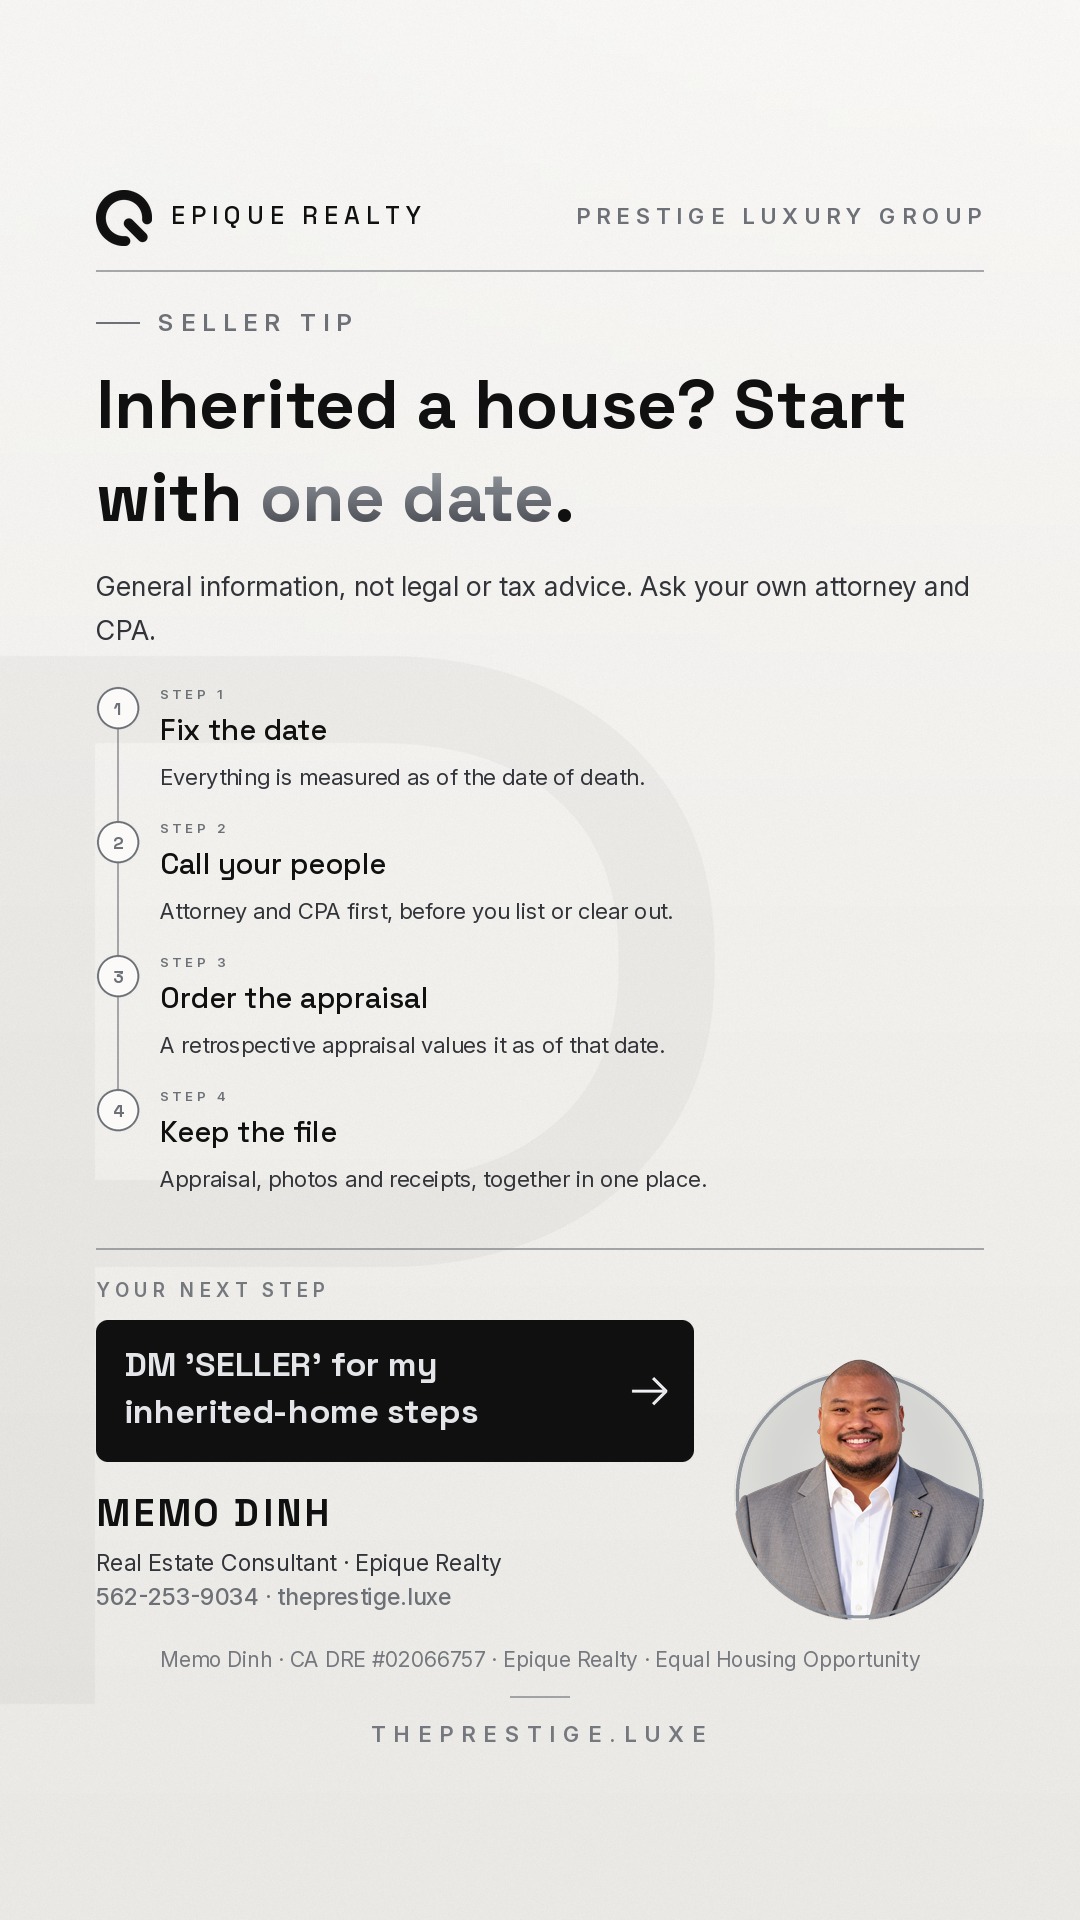 EPIQUE REALTY
PRESTIGE LUXURY GROUP
SELLER TIP
Inherited a house? Start
with one date.
General information, not legal or tax advice. Ask your own attorney and
CPA.
1
STEP 1
Fix the date
Everything is measured as of the date of death.
2
STEP 2
Call your people
Attorney and CPA first, before you list or clear out.
3
STEP 3
Order the appraisal
A retrospective appraisal values it as of that date.
4
STEP 4
Keep the file
Appraisal, photos and receipts, together in one place.
YOUR NEXT STEP
DM ’SELLER’ for my
inherited-home steps
MEMO DINH
Real Estate Consultant · Epique Realty
562-253-9034 · theprestige.luxe
Memo Dinh · CA DRE #02066757 · Epique Realty · Equal Housing Opportunity
THEPRESTIGE.LUXE